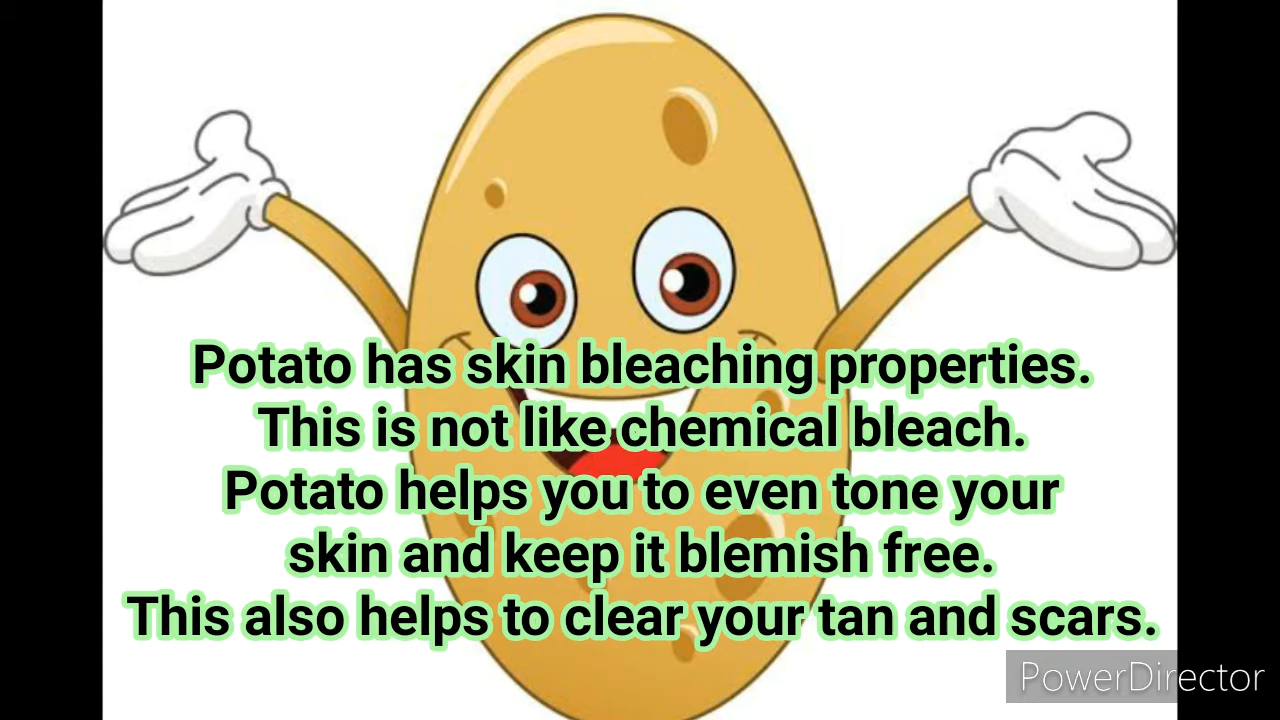 Potato has skin bleaching properties.
This is not like chemical bleach.
Potato helps you to even tone your
skin and keep it blemish free.
This also helps to clear your tan and scars.
PowerDirector